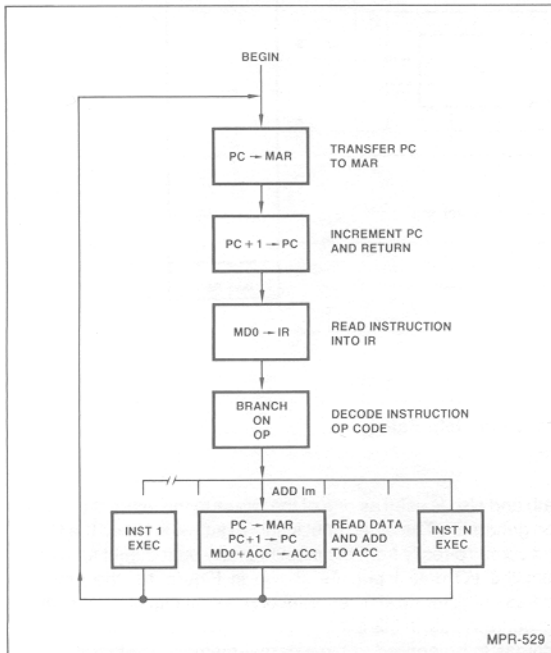 BEGIN
PC → MAR
TRANSFER PC
TO MAR
PC + 1 → PC
INCREMENT PC
AND RETURN
MD0 → IR
READ INSTRUCTION
INTO IR
BRANCH
ON
OP
DECODE INSTRUCTION
OP CODE
ADD Im
INST 1
EXEC
PC → MAR
PC+1 → PC
MD0+ACC → ACC
READ DATA
AND ADD
TO ACC
INST N
EXEC
MPR-529